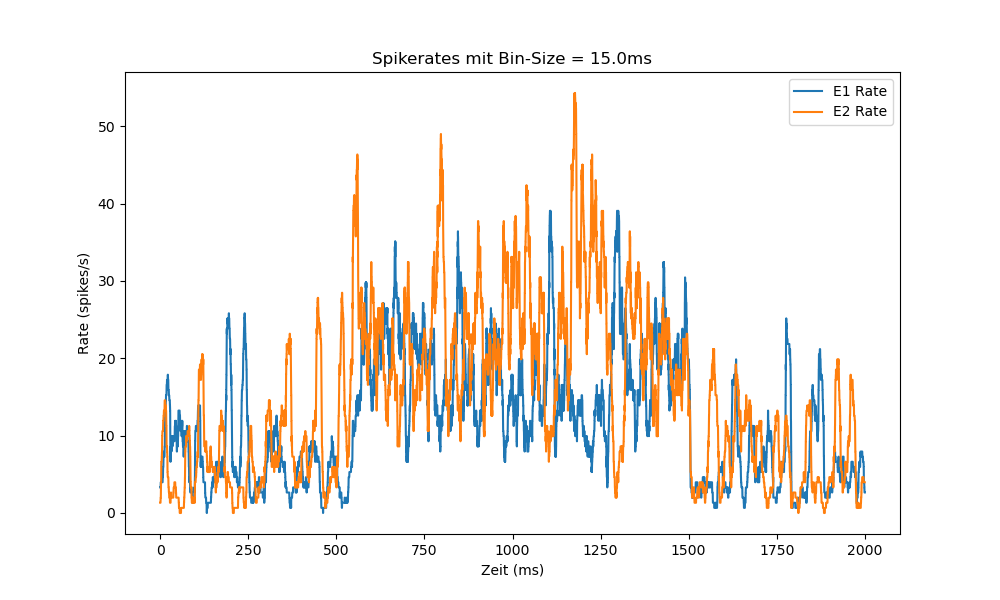 Spikerates mit Bin-Size = 15.0ms
E1 Rate
E2 Rate
50
40
30
20
10
0
Rate (spikes/s)
0 250 500 750 1000 1250 1500 1750 2000
Zeit (ms)